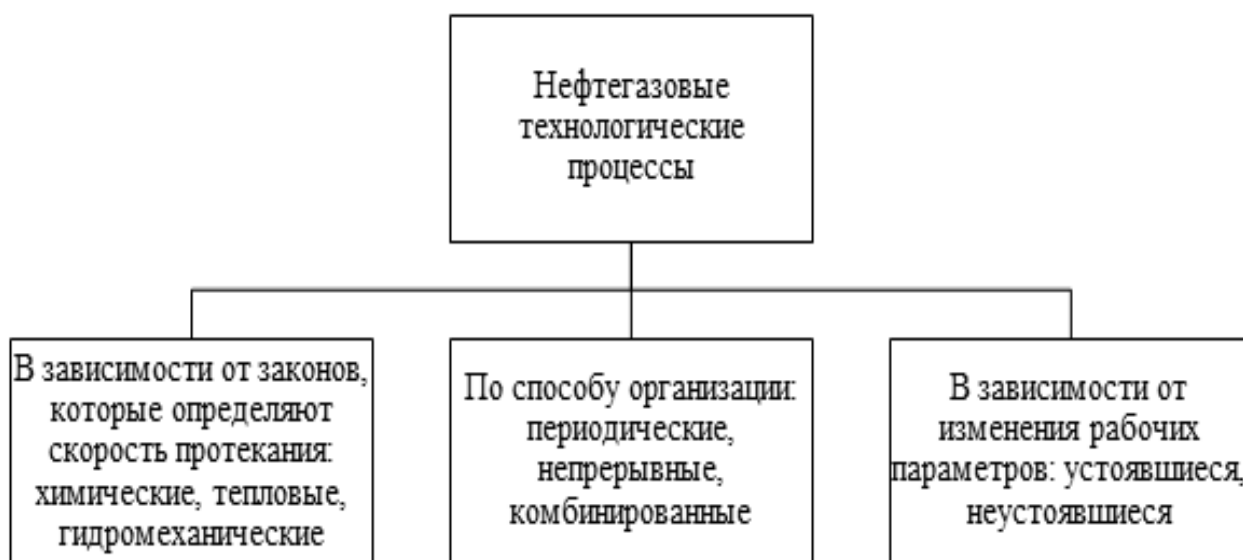 Нефтегазовые
технологические
процессы
В зависимости от законов,
которые определяют
скорость протекания:
химические, тепловые,
гидромеханические
По способу организации:
периодические,
непрерывные,
комбинированные
В зависимости от
изменения рабочих
параметров: устоявшиеся,
неустоявшиеся